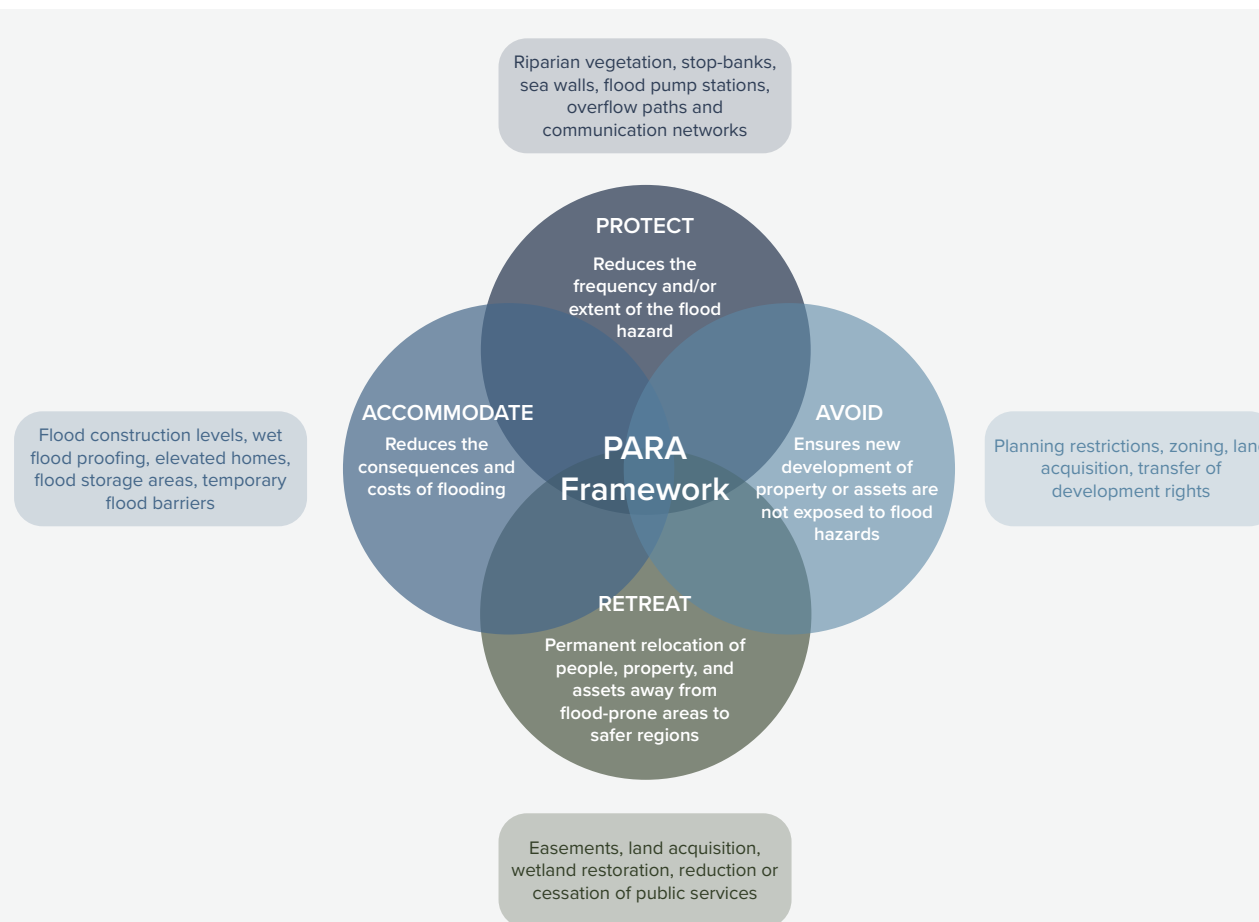 Riparian vegetation, stop-banks,
sea walls, flood pump stations,
overflow paths and
communication networks
PROTECT
Reduces the
frequency and/or
extent of the flood
hazard
ACCOMMODATE
Reduces the
consequences and
costs of flooding
Flood construction levels, wet
flood proofing, elevated homes,
flood storage areas, temporary
flood barriers
PARA
Framework
AVOID
Ensures new
development of
property or assets are
not exposed to flood
hazards
Planning restrictions, zoning, land
acquisition, transfer of
development rights
RETREAT
Permanent relocation of
people, property, and
assets away from
flood-prone areas to
safer regions
Easements, land acquisition,
wetland restoration, reduction or
cessation of public services